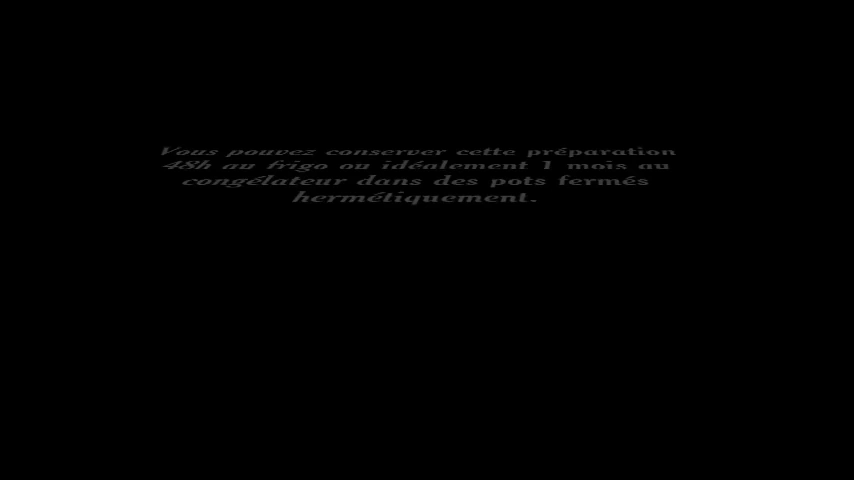 Vous pouvez conserver cette préparation
48h au frigo ou idéalement 1 mois au
congélateur dans des pots fermés
hermétiquement.